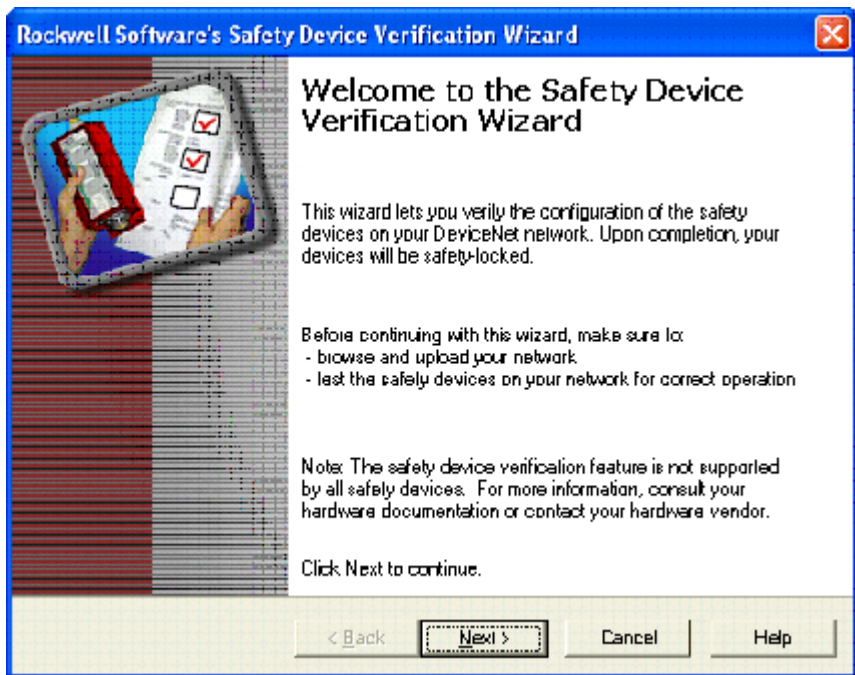 Rockwell Software's Safety Device Verification Wizard
Welcome to the Safety Device
Verification Wizard
This wizard lets you verify the configuration of the safety
devices on your DeviceNet network. Upon completion, your
devices will be safety-locked.
Before continuing with this wizard, make sure to:
- browse and upload your network
- test the safety devices on your network for correct operation
Note: The safety device verification feature is not supported
by all safety devices. For more information, consult your
hardware documentation or contact your hardware vendor.
Click Next to continue.
< Back Next > Cancel Help